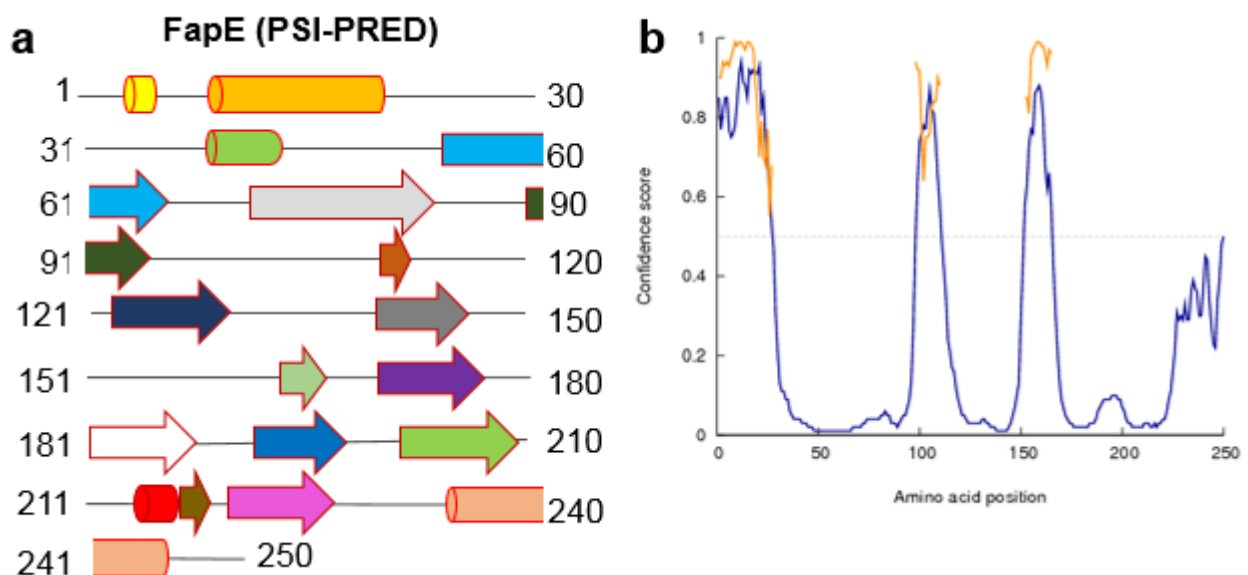 a
FapE (PSI-PRED)
1 30
31 60
61 90
91 120
121 150
151 180
181 210
211 240
241 250
b
1
0.8
0.6
0.4
0.2
0
Confidence score
0 50 100 150 200 250
Amino acid position